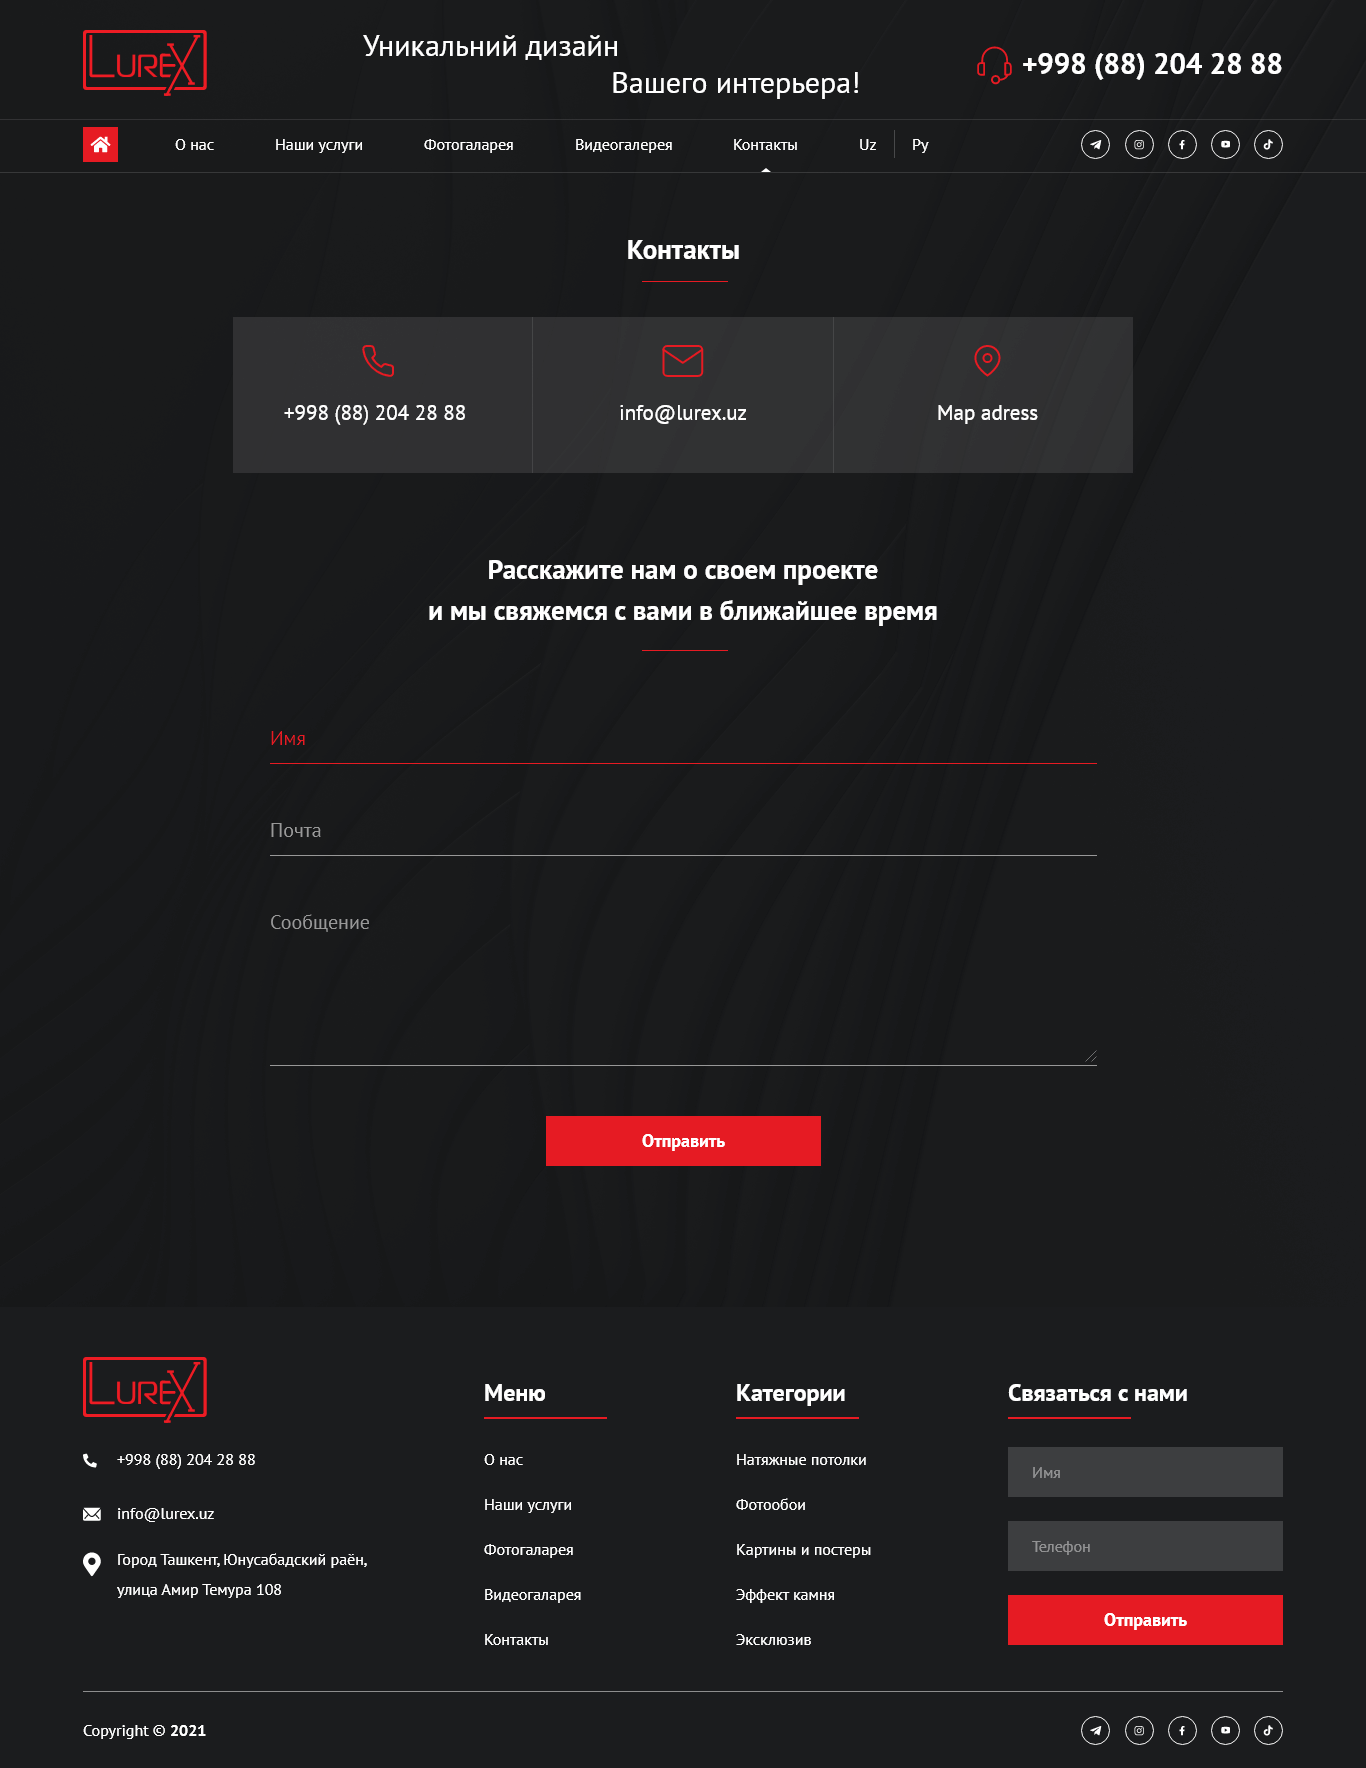 LUREX
Уникальний дизайн
Вашего интерьера!
+998 (88) 204 28 88
О нас
Наши услуги
Фотогаларея
Видеогалерея
Контакты
Uz
Ру
Контакты
+998 (88) 204 28 88
info@lurex.uz
Map adress
Расскажите нам о своем проекте
и мы свяжемся с вами в ближайшее время
Имя
Почта
Сообщение
Отправить
LUREX
+998 (88) 204 28 88
info@lurex.uz
Город Ташкент, Юнусабадский раён,
улица Амир Темура 108
Меню
О нас
Наши услуги
Фотогаларея
Видеогаларея
Контакты
Категории
Натяжные потолки
Фотообои
Картины и постеры
Эффект камня
Эксклюзив
Связаться с нами
Имя
Телефон
Отправить
Copyright © 2021